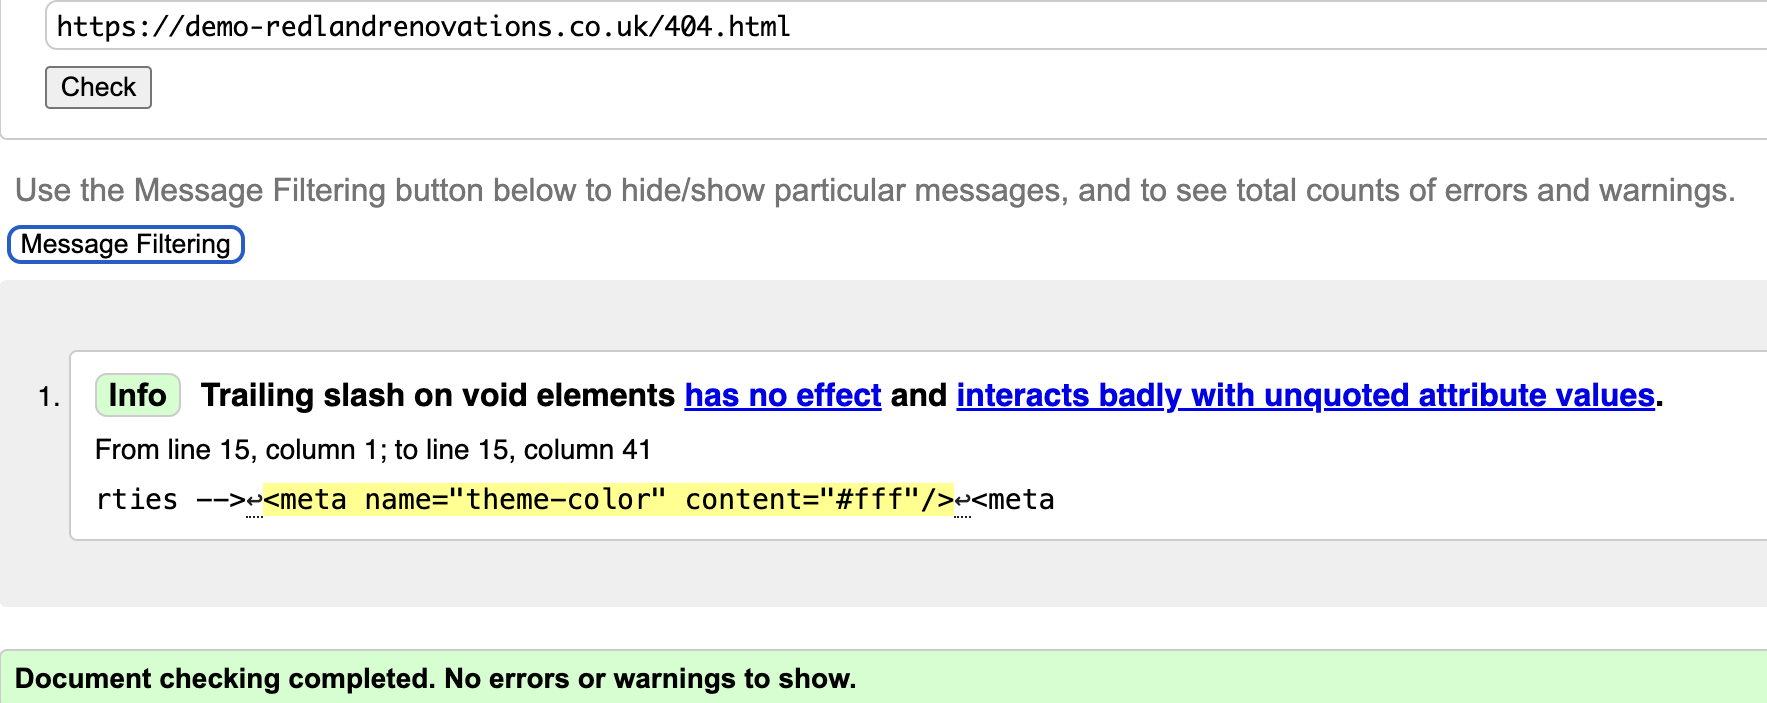 https://demo-redlandrenovations.co.uk/404.html
Check
Use the Message Filtering button below to hide/show particular messages, and to see total counts of errors and warnings.
Message Filtering
1. Info Trailing slash on void elements has no effect and interacts badly with unquoted attribute values.
From line 15, column 1; to line 15, column 41
rties -->↩<meta name="theme-color" content="#fff"/>↩<meta
Document checking completed. No errors or warnings to show.